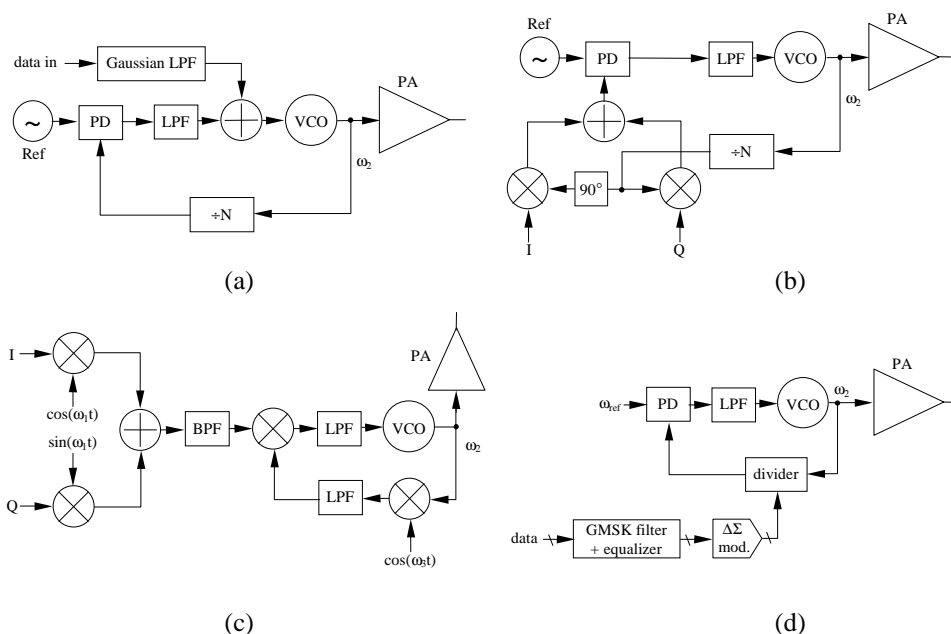 data in
Gaussian LPF
PA
~
PD
LPF
VCO
Ref
ω2
÷N
(a)
Ref
PA
~
PD
LPF
VCO
ω2
÷N
90°
I
Q
(b)
PA
I
cos(ω1t)
sin(ω1t)
BPF
LPF
VCO
ω2
LPF
Q
cos(ω3t)
(c)
PA
ωref
PD
LPF
VCO
ω2
divider
data
GMSK filter
+ equalizer
ΔΣ
mod.
(d)